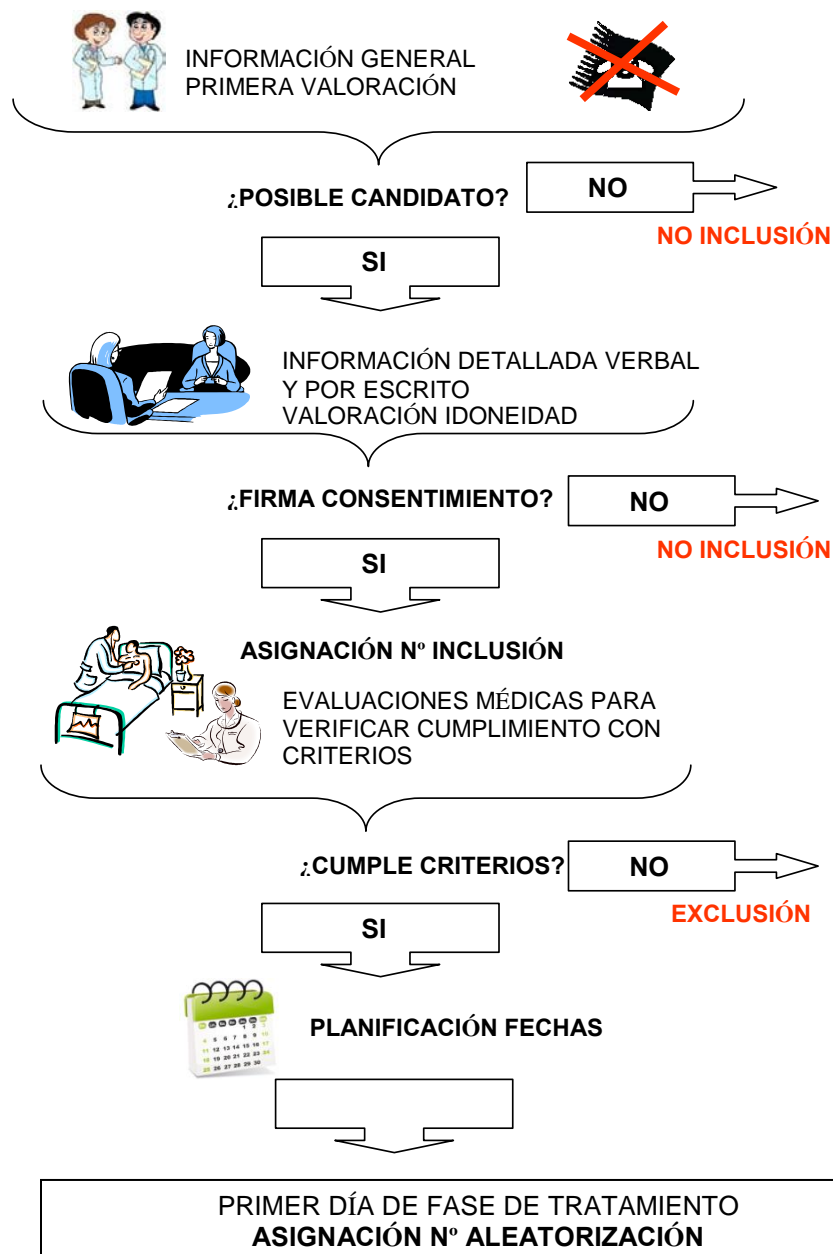 INFORMACIÓN GENERAL
PRIMERA VALORACIÓN
¿POSIBLE CANDIDATO?
NO
NO INCLUSIÓN
SI
INFORMACIÓN DETALLADA VERBAL
Y POR ESCRITO
VALORACIÓN IDONEIDAD
¿FIRMA CONSENTIMIENTO?
NO
NO INCLUSIÓN
SI
ASIGNACIÓN Nº INCLUSIÓN
EVALUACIONES MÉDICAS PARA
VERIFICAR CUMPLIMIENTO CON
CRITERIOS
¿CUMPLE CRITERIOS?
NO
EXCLUSIÓN
SI
PLANIFICACIÓN FECHAS
PRIMER DÍA DE FASE DE TRATAMIENTO
ASIGNACIÓN Nº ALEATORIZACIÓN